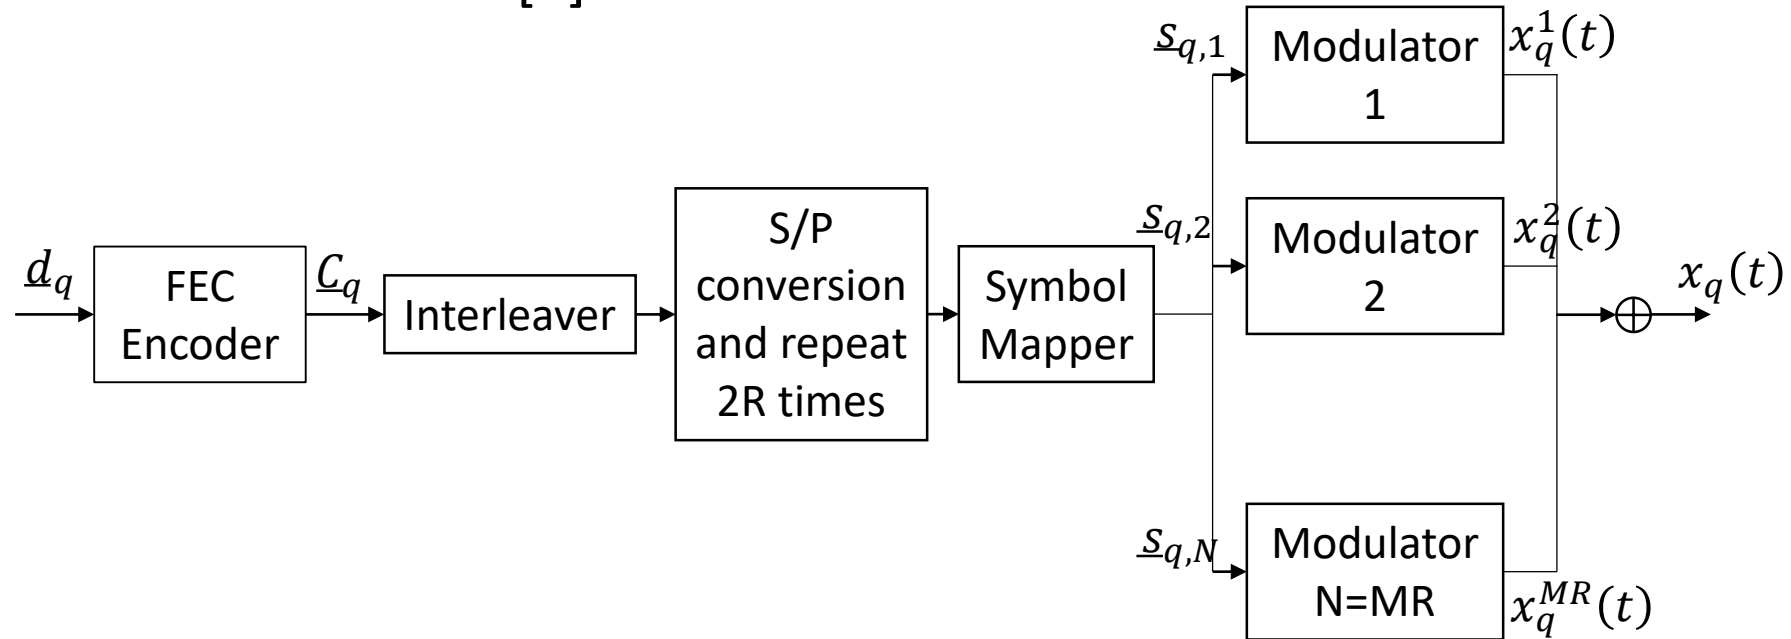 [ ]
d_q
FEC
Encoder
C_q
Interleaver
S/P
conversion
and repeat
2R times
Symbol
Mapper
s_{q,1}
Modulator
1
x_q^1(t)
s_{q,2}
Modulator
2
x_q^2(t)
s_{q,N}
Modulator
N=MR
x_q^{MR}(t)
x_q(t)